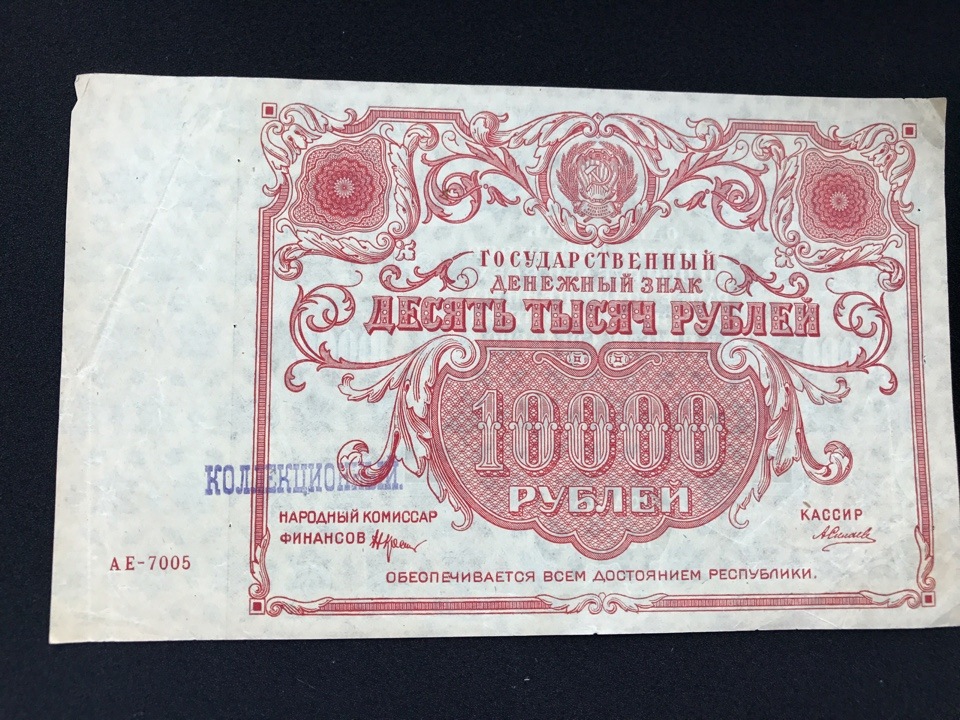 ГОСУДАРСТВЕННЫЙ
ДЕНЕЖНЫЙ ЗНАК
ДЕСЯТЬ ТЫСЯЧ РУБЛЕЙ
10000
РУБЛЕЙ
КОЛЛЕКЦИОННЫЙ.
НАРОДНЫЙ КОМИССАР
ФИНАНСОВ
КАССИР
АЕ-7005
ОБЕСПЕЧИВАЕТСЯ ВСЕМ ДОСТОЯНИЕМ РЕСПУБЛИКИ.